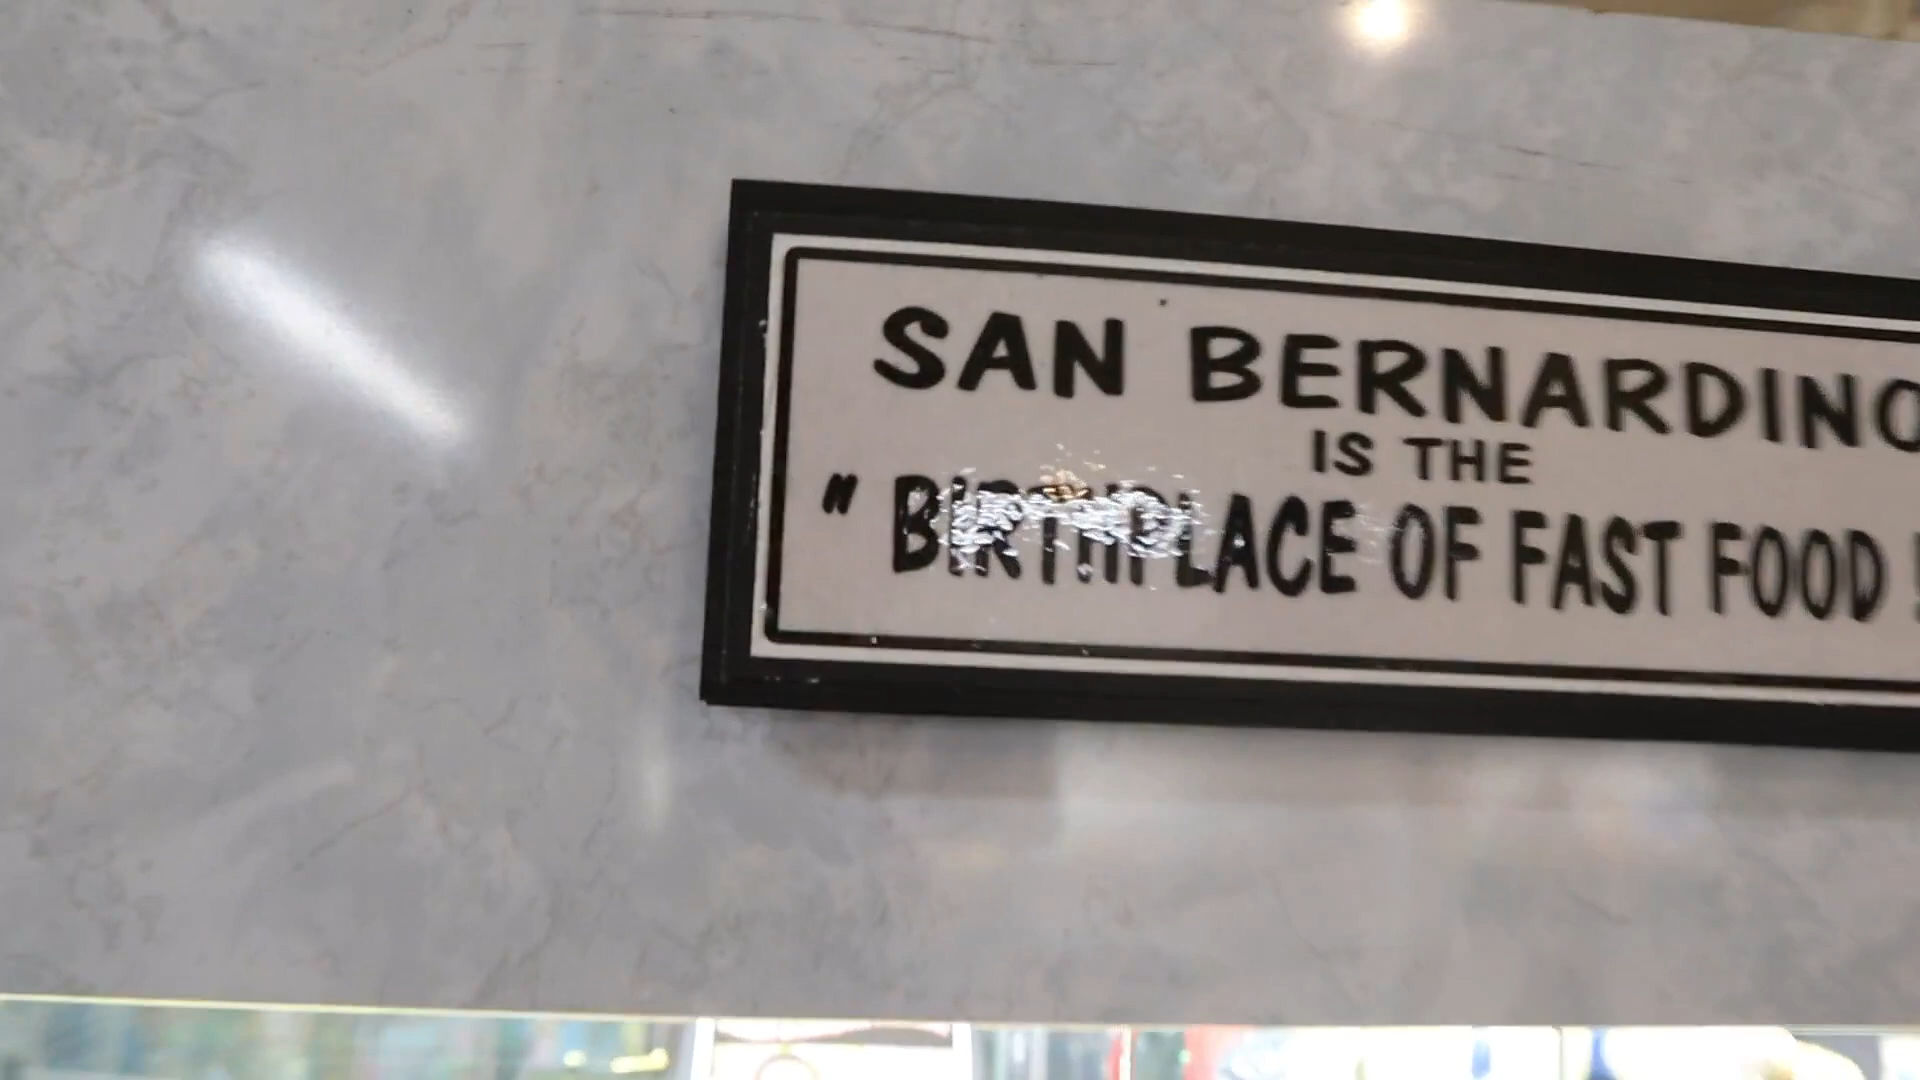 SAN BERNARDINO
IS THE
" BIRTHPLACE OF FAST FOOD !